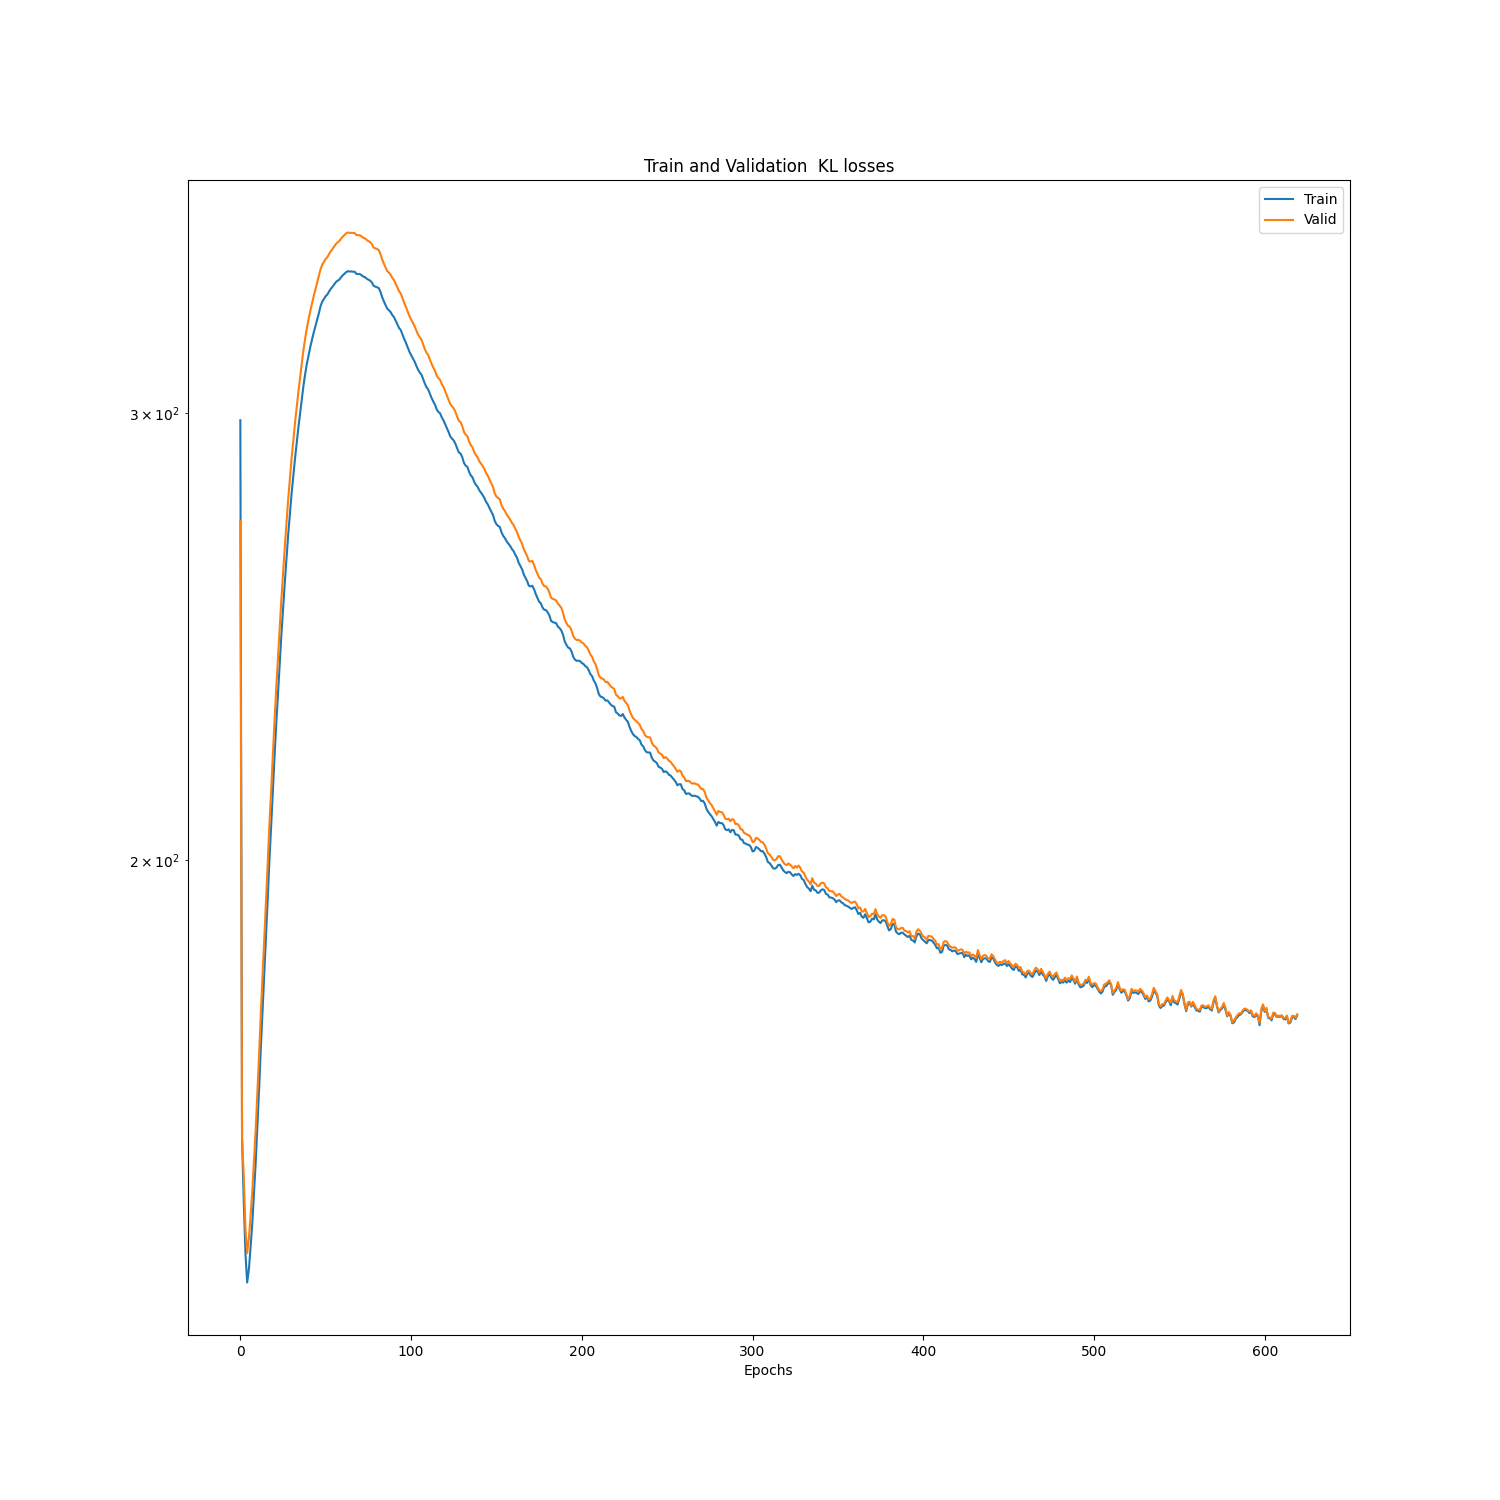 Train and Validation  KL losses
Train
Valid
3 × 10²
2 × 10²
0 100 200 300 400 500 600
Epochs